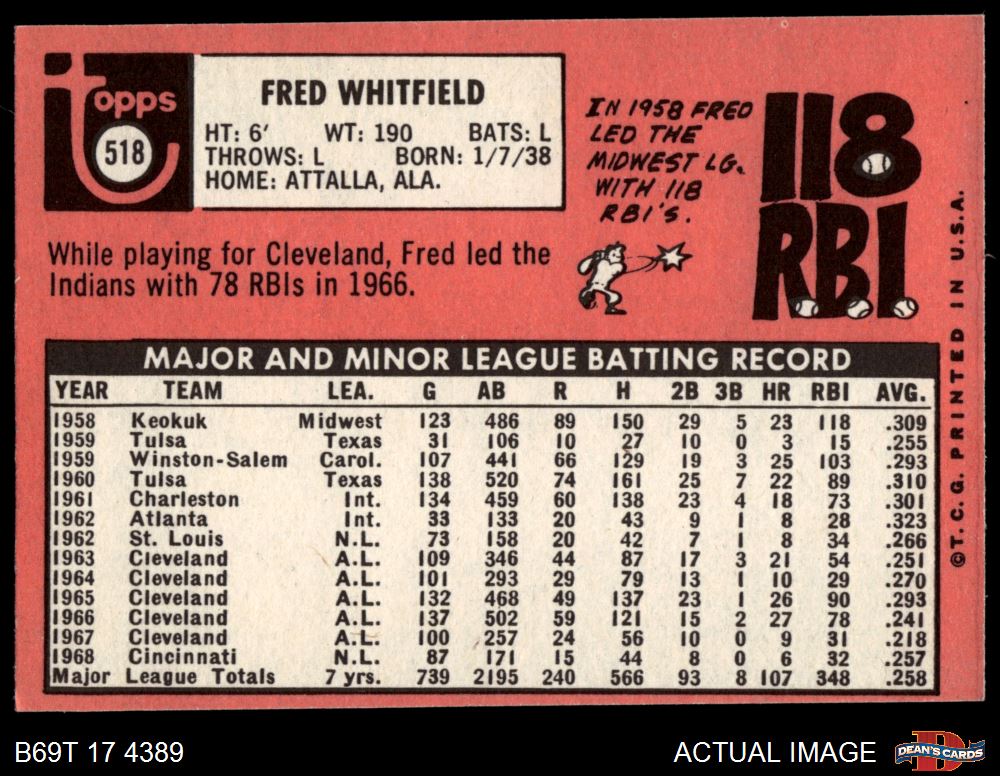 Topps
518
FRED WHITFIELD
HT: 6' WT: 190 BATS: L
THROWS: L BORN: 1/7/38
HOME: ATTALLA, ALA.
While playing for Cleveland, Fred led the
Indians with 78 RBIs in 1966.
IN 1958 FRED
LED THE
MIDWEST LG.
WITH 118
RBI'S.
118
RBI.
MAJOR AND MINOR LEAGUE BATTING RECORD
YEAR TEAM LEA. G AB R H 2B 3B HR RBI AVG.
1958 Keokuk Midwest 123 486 89 150 29 5 23 118 .309
1959 Tulsa Texas 31 106 10 27 10 0 3 15 .255
1959 Winston-Salem Carol. 107 441 66 129 19 3 25 103 .293
1960 Tulsa Texas 138 520 74 161 25 7 22 89 .310
1961 Charleston Int. 134 459 60 138 23 4 18 73 .301
1962 Atlanta Int. 33 133 20 43 9 1 8 28 .323
1962 St. Louis N.L. 73 158 20 42 7 1 8 34 .266
1963 Cleveland A.L. 109 346 44 87 17 3 21 54 .251
1964 Cleveland A.L. 101 293 29 79 13 1 10 29 .270
1965 Cleveland A.L. 132 468 49 137 23 1 26 90 .293
1966 Cleveland A.L. 137 502 59 121 15 2 27 78 .241
1967 Cleveland A.L. 100 257 24 56 10 0 9 31 .218
1968 Cincinnati N.L. 87 171 15 44 8 0 6 32 .257
Major League Totals 7 yrs. 739 2195 240 566 93 8 107 348 .258
©T.C.G. PRINTED IN U.S.A.
B69T 17 4389
ACTUAL IMAGE
DEAN'S CARDS